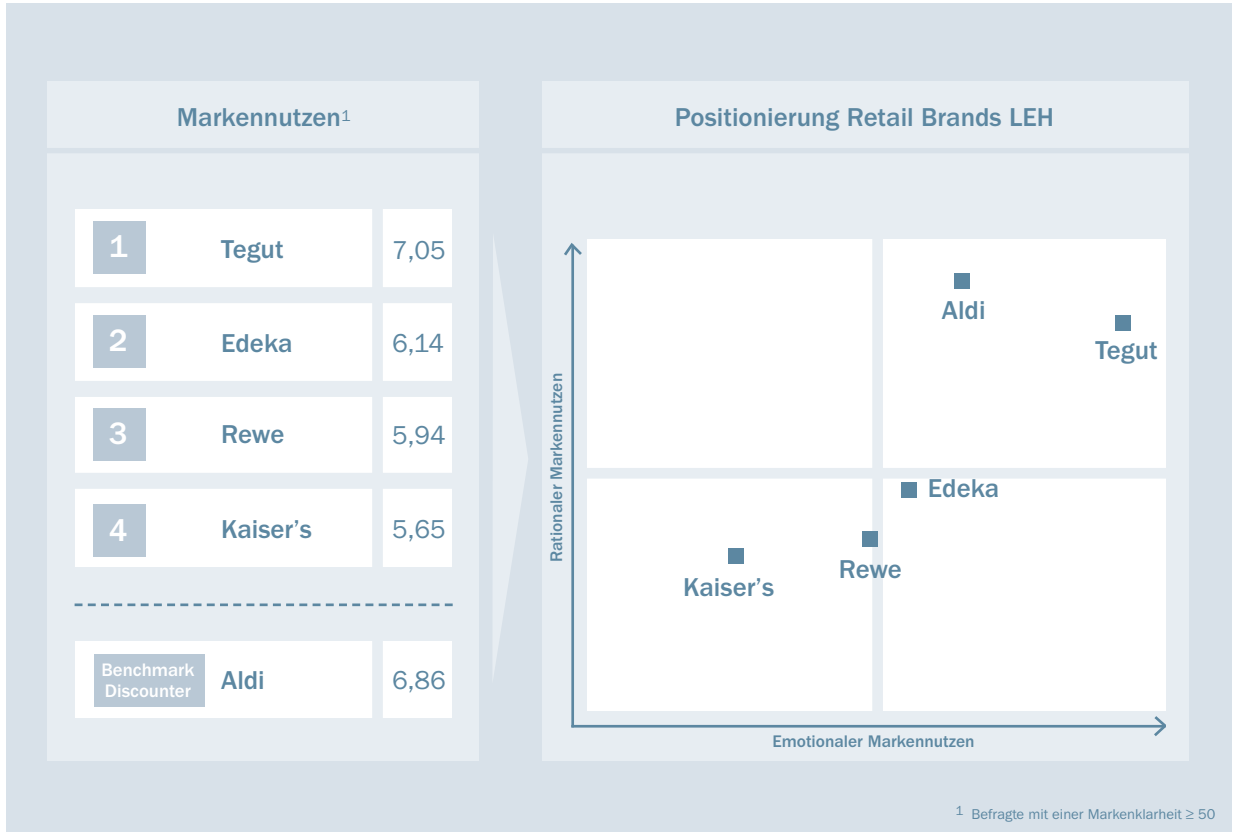 Markennutzen¹
1 Tegut 7,05
2 Edeka 6,14
3 Rewe 5,94
4 Kaiser’s 5,65
Benchmark
Discounter
Aldi 6,86
Positionierung Retail Brands LEH
Rationaler Markennutzen
Aldi
Tegut
Edeka
Rewe
Kaiser’s
Emotionaler Markennutzen
¹ Befragte mit einer Markenklarheit ≥ 50